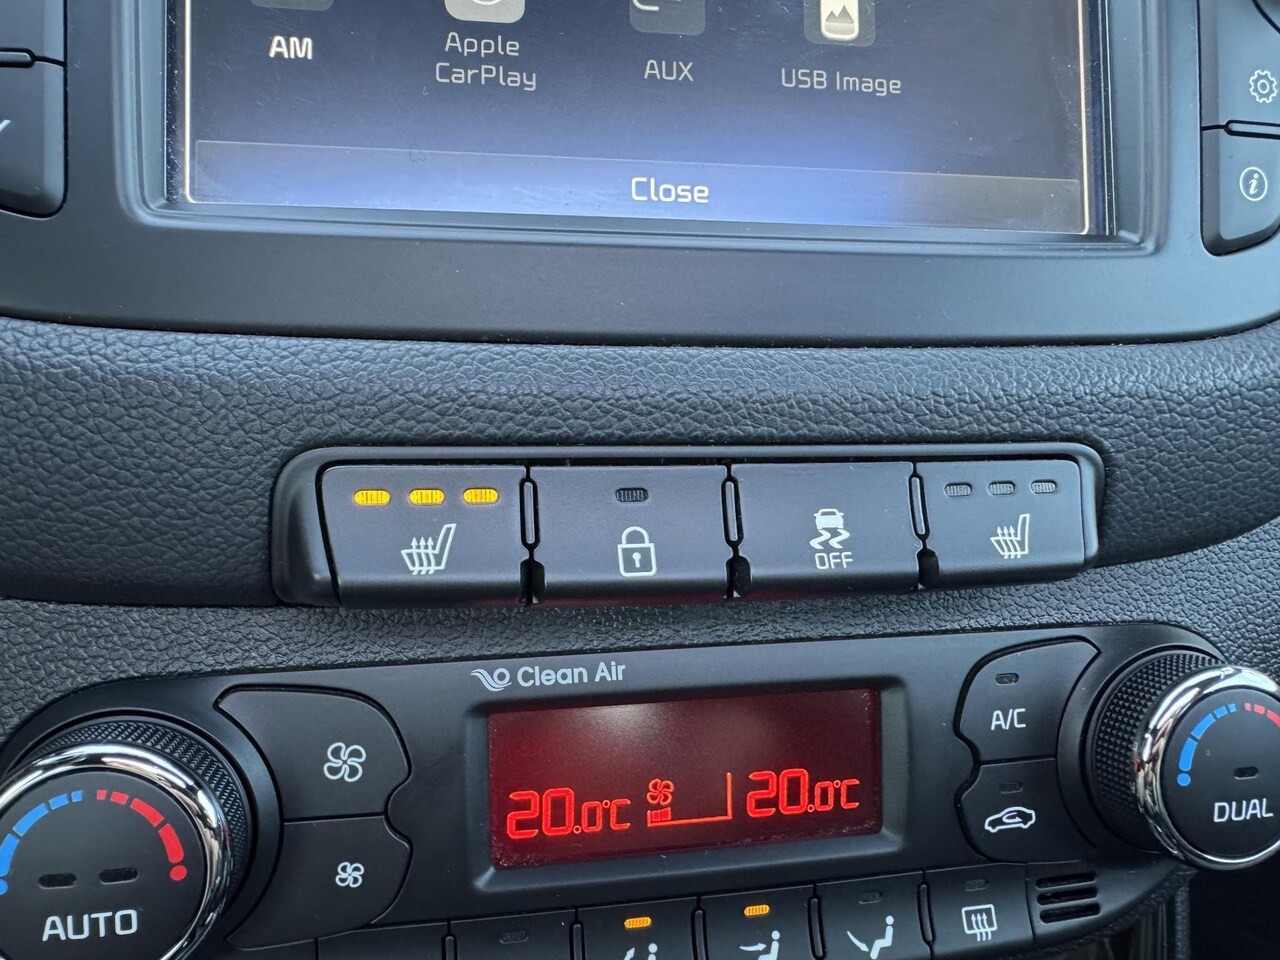 AM
Apple
CarPlay
AUX
USB Image
Close
OFF
Clean Air
A/C
20.0°C
20.0°C
DUAL
AUTO